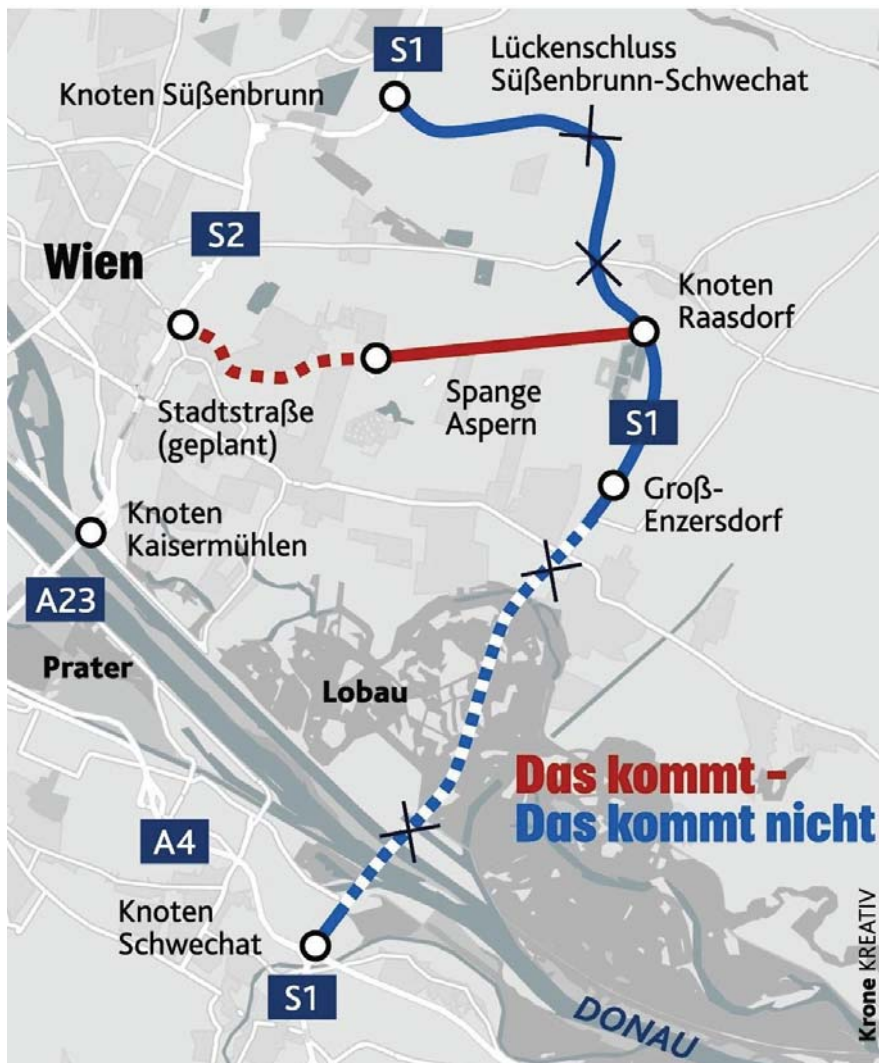 S1
Lückenschluss
Süßenbrunn-Schwechat
Knoten Süßenbrunn
S2
Wien
Knoten
Raasdorf
Stadtstraße
(geplant)
Spange
Aspern
S1
Groß-
Enzersdorf
Knoten
Kaisermühlen
A23
Prater
Lobau
Das kommt –
Das kommt nicht
A4
Knoten
Schwechat
S1
DONAU
Krone KREATIV